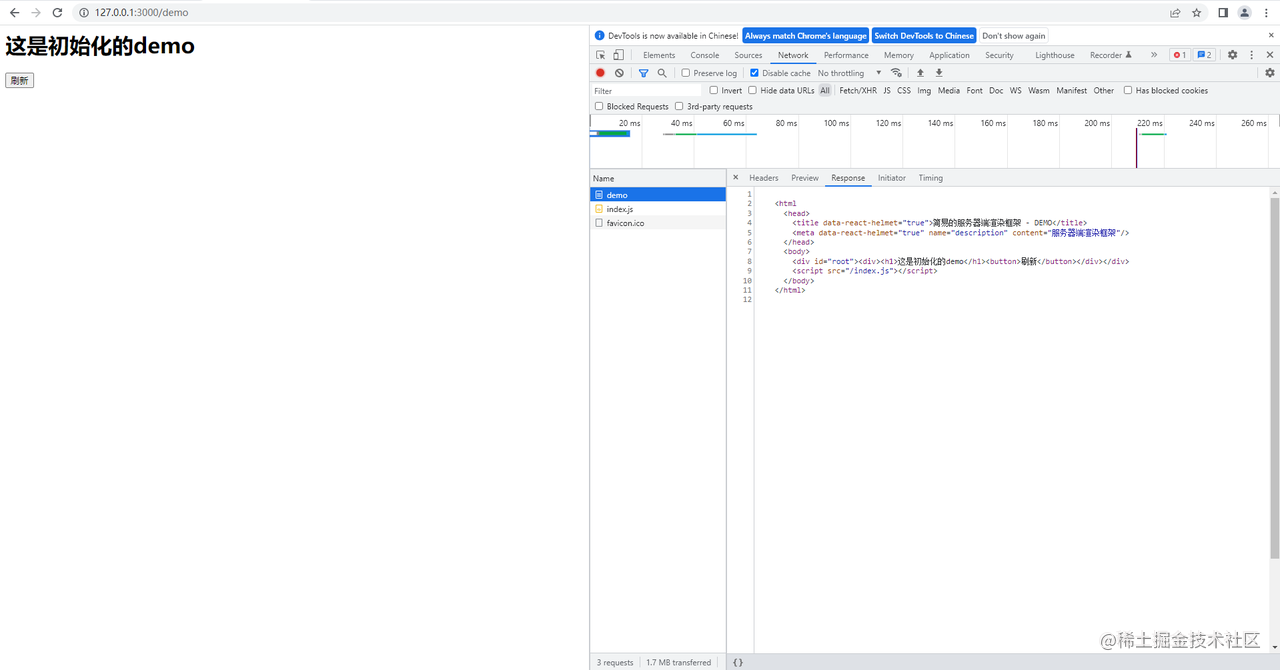 127.0.0.1:3000/demo
这是初始化的demo
刷新
DevTools is now available in Chinese! Always match Chrome's language Switch DevTools to Chinese Don't show again
Elements Console Sources Network Performance Memory Application Security Lighthouse Recorder 1 2
Preserve log Disable cache No throttling
Filter Invert Hide data URLs All Fetch/XHR JS CSS Img Media Font Doc WS Wasm Manifest Other Has blocked cookies
Blocked Requests 3rd-party requests
20 ms 40 ms 60 ms 80 ms 100 ms 120 ms 140 ms 160 ms 180 ms 200 ms 220 ms 240 ms 260 ms
Name
demo
index.js
favicon.ico
Headers Preview Response Initiator Timing
1
2 <html
3 <head>
4 <title data-react-helmet="true">简易的服务器端渲染框架 - DEMO</title>
5 <meta data-react-helmet="true" name="description" content="服务器端渲染框架"/>
6 </head>
7 <body>
8 <div id="root"><div><h1>这是初始化的demo</h1><button>刷新</button></div></div>
9 <script src="/index.js"></script>
10 </body>
11 </html>
12
@稀土掘金技术社区
3 requests 1.7 MB transferred {}